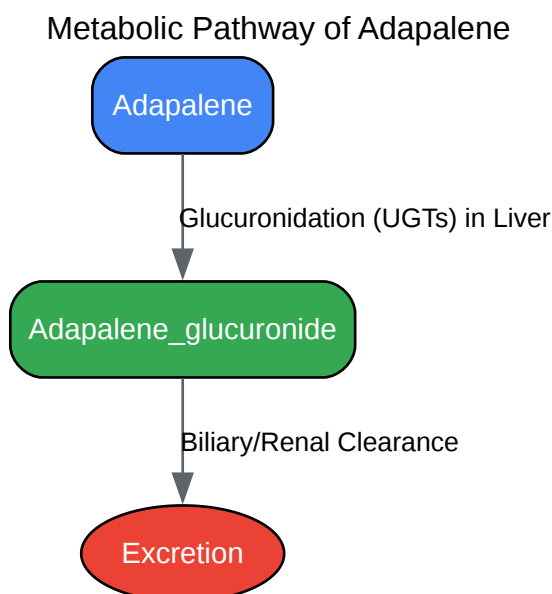 Metabolic Pathway of Adapalene
Adapalene
Glucuronidation (UGTs) in Liver
Adapalene_glucuronide
Biliary/Renal Clearance
Excretion